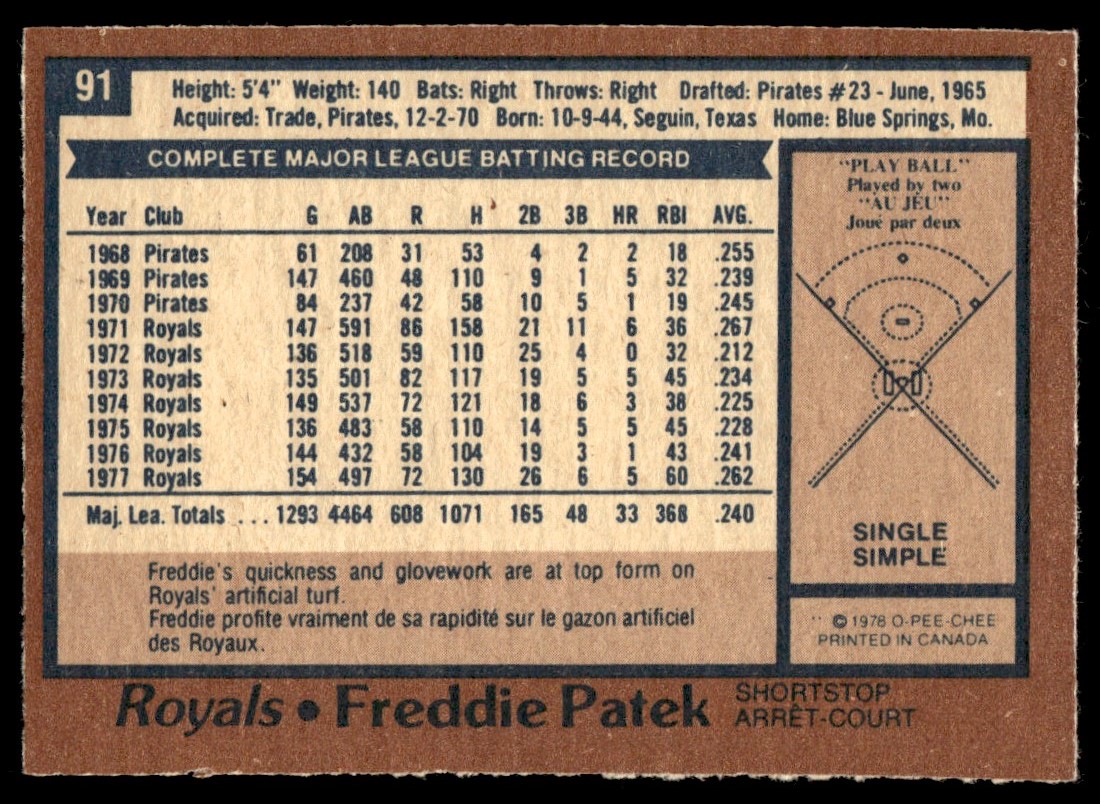 91
Height: 5'4" Weight: 140 Bats: Right Throws: Right Drafted: Pirates #23 - June, 1965
Acquired: Trade, Pirates, 12-2-70 Born: 10-9-44, Seguin, Texas Home: Blue Springs, Mo.
COMPLETE MAJOR LEAGUE BATTING RECORD
Year Club G AB R H 2B 3B HR RBI AVG.
1968 Pirates 61 208 31 53 4 2 2 18 .255
1969 Pirates 147 460 48 110 9 1 5 32 .239
1970 Pirates 84 237 42 58 10 5 1 19 .245
1971 Royals 147 591 86 158 21 11 6 36 .267
1972 Royals 136 518 59 110 25 4 0 32 .212
1973 Royals 135 501 82 117 19 5 5 45 .234
1974 Royals 149 537 72 121 18 6 3 38 .225
1975 Royals 136 483 58 110 14 5 5 45 .228
1976 Royals 144 432 58 104 19 3 1 43 .241
1977 Royals 154 497 72 130 26 6 5 60 .262
Maj. Lea. Totals ... 1293 4464 608 1071 165 48 33 368 .240
Freddie's quickness and glovework are at top form on
Royals' artificial turf.
Freddie profite vraiment de sa rapidité sur le gazon artificiel
des Royaux.
"PLAY BALL"
Played by two
"AU JÉU"
Joué par deux
SINGLE
SIMPLE
©1978 O-PEE-CHEE
PRINTED IN CANADA
Royals • Freddie Patek SHORTSTOP
ARRÊT-COURT